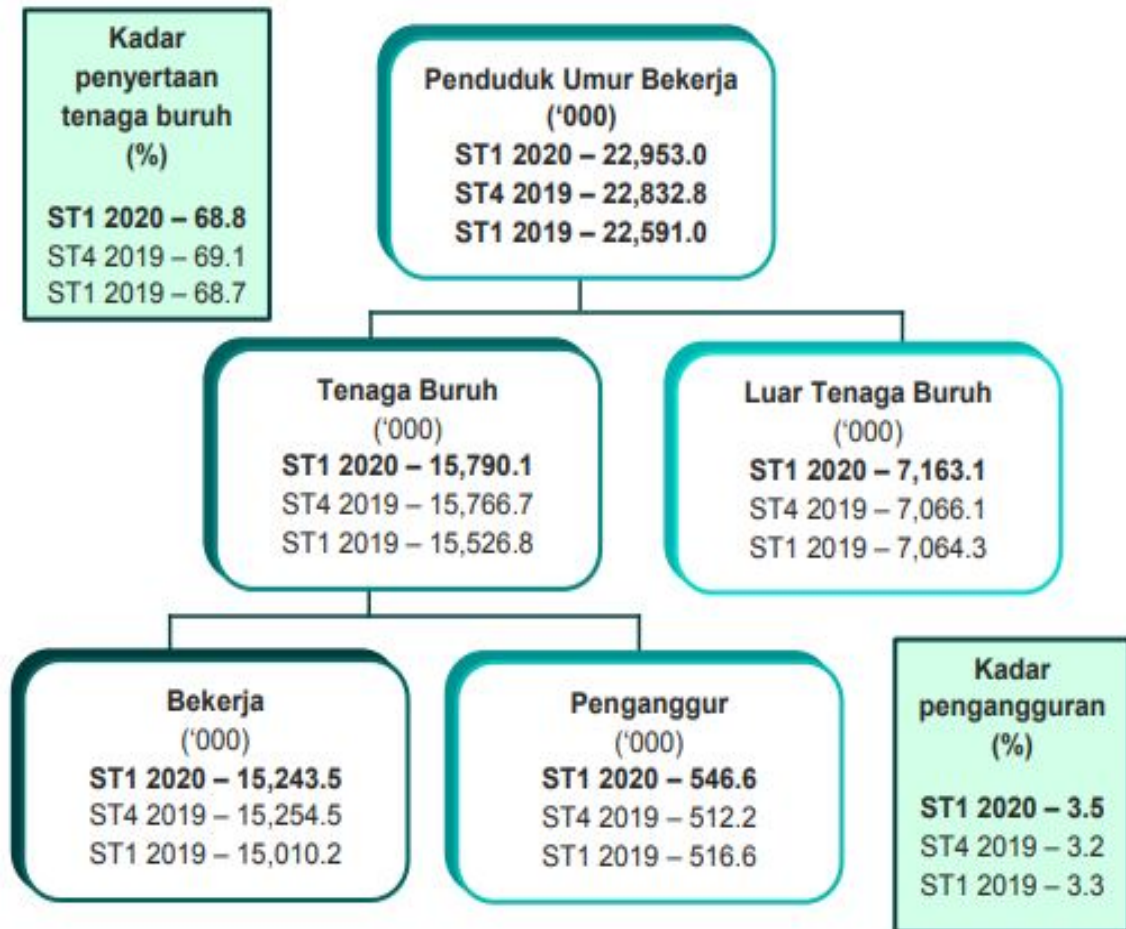 Kadar
penyertaan
tenaga buruh
(%)
ST1 2020 – 68.8
ST4 2019 – 69.1
ST1 2019 – 68.7
Penduduk Umur Bekerja
(‘000)
ST1 2020 – 22,953.0
ST4 2019 – 22,832.8
ST1 2019 – 22,591.0
Tenaga Buruh
(‘000)
ST1 2020 – 15,790.1
ST4 2019 – 15,766.7
ST1 2019 – 15,526.8
Luar Tenaga Buruh
(‘000)
ST1 2020 – 7,163.1
ST4 2019 – 7,066.1
ST1 2019 – 7,064.3
Bekerja
(‘000)
ST1 2020 – 15,243.5
ST4 2019 – 15,254.5
ST1 2019 – 15,010.2
Penganggur
(‘000)
ST1 2020 – 546.6
ST4 2019 – 512.2
ST1 2019 – 516.6
Kadar
pengangguran
(%)
ST1 2020 – 3.5
ST4 2019 – 3.2
ST1 2019 – 3.3